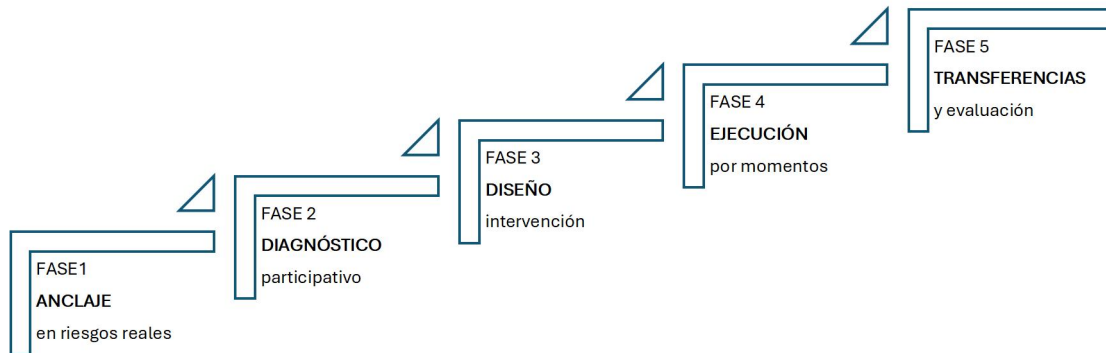 FASE1
ANCLAJE
en riesgos reales
FASE 2
DIAGNÓSTICO
participativo
FASE 3
DISEÑO
intervención
FASE 4
EJECUCIÓN
por momentos
FASE 5
TRANSFERENCIAS
y evaluación